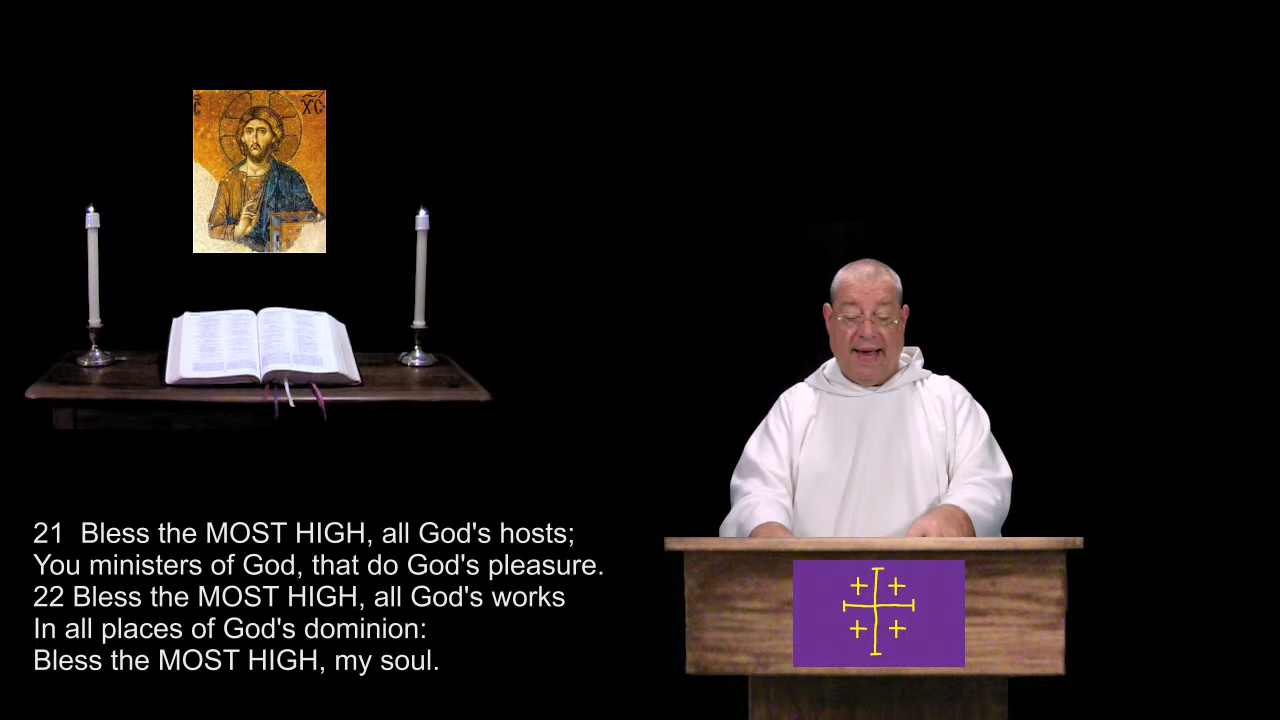 XC
21  Bless the MOST HIGH, all God's hosts;
You ministers of God, that do God's pleasure.
22 Bless the MOST HIGH, all God's works
In all places of God's dominion:
Bless the MOST HIGH, my soul.